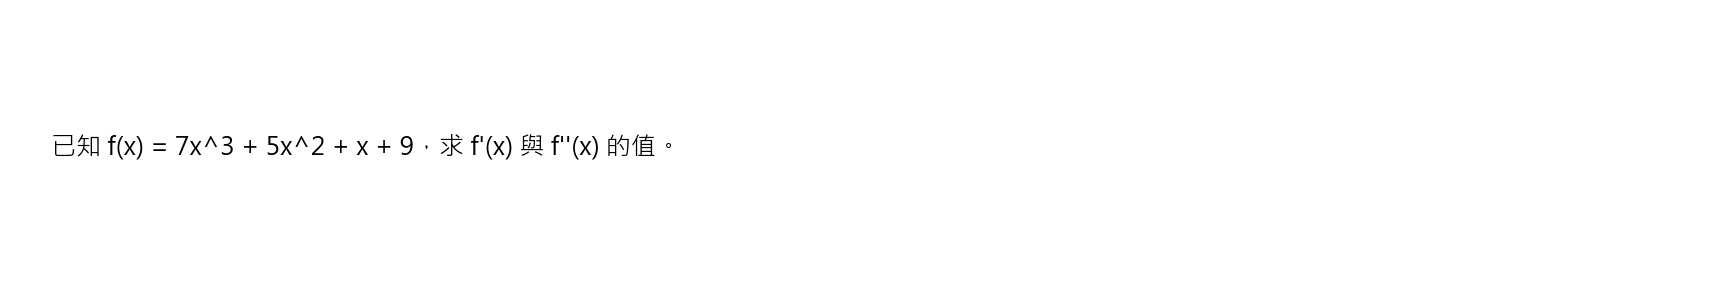 已知 f(x) = 7x^3 + 5x^2 + x + 9，求 f'(x) 與 f''(x) 的值。